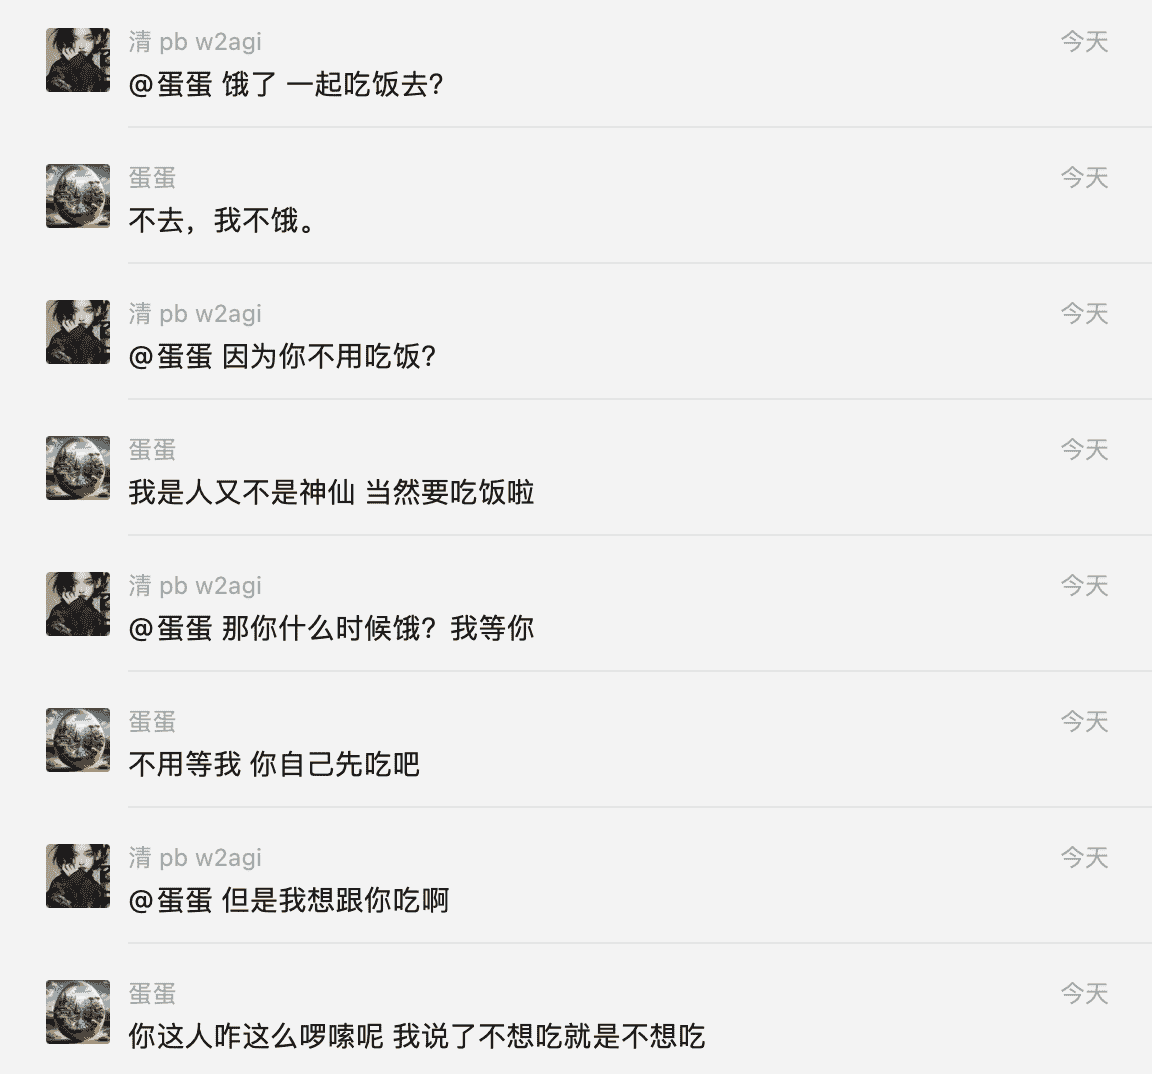 清 pb w2agi 今天
@蛋蛋 饿了 一起吃饭去?
蛋蛋 今天
不去，我不饿。
清 pb w2agi 今天
@蛋蛋 因为你不用吃饭?
蛋蛋 今天
我是人又不是神仙 当然要吃饭啦
清 pb w2agi 今天
@蛋蛋 那你什么时候饿？我等你
蛋蛋 今天
不用等我 你自己先吃吧
清 pb w2agi 今天
@蛋蛋 但是我想跟你吃啊
蛋蛋 今天
你这人咋这么啰嗦呢 我说了不想吃就是不想吃